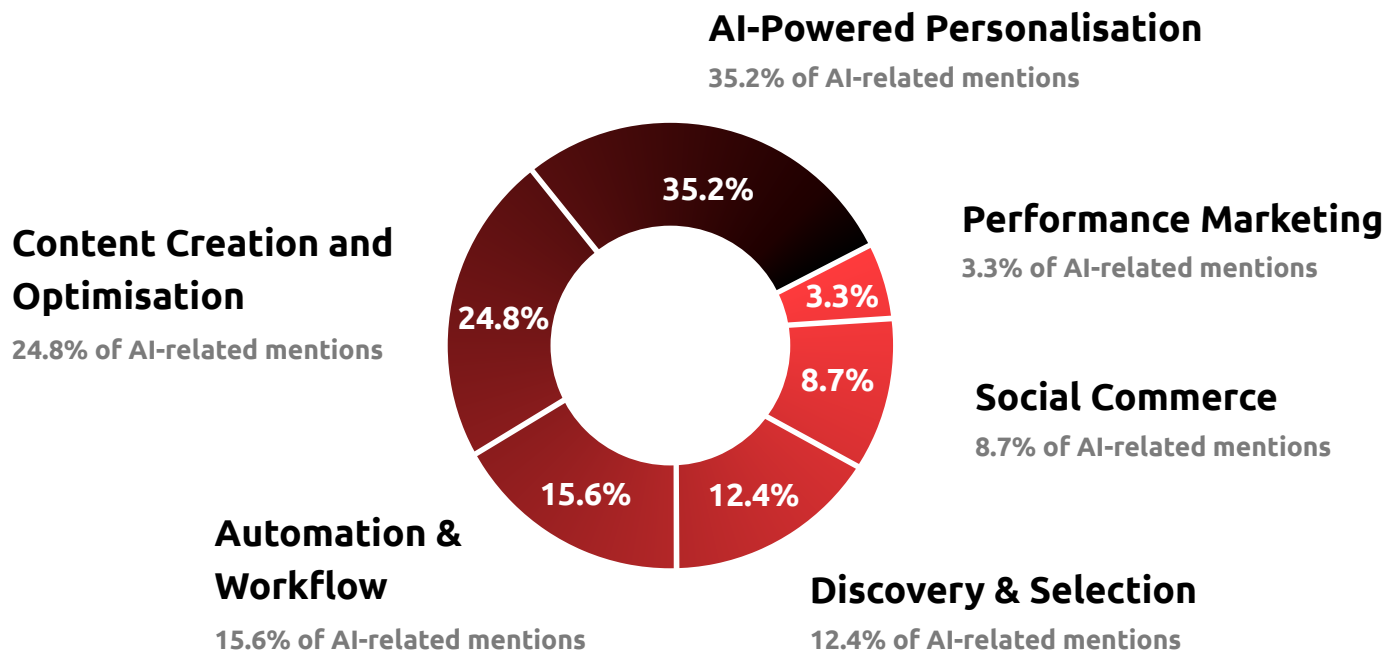 AI-Powered Personalisation
35.2% of AI-related mentions
35.2%
Performance Marketing
3.3% of AI-related mentions
3.3%
Content Creation and
Optimisation
24.8% of AI-related mentions
24.8%
8.7%
Social Commerce
8.7% of AI-related mentions
15.6%
12.4%
Automation &
Workflow
15.6% of AI-related mentions
Discovery & Selection
12.4% of AI-related mentions